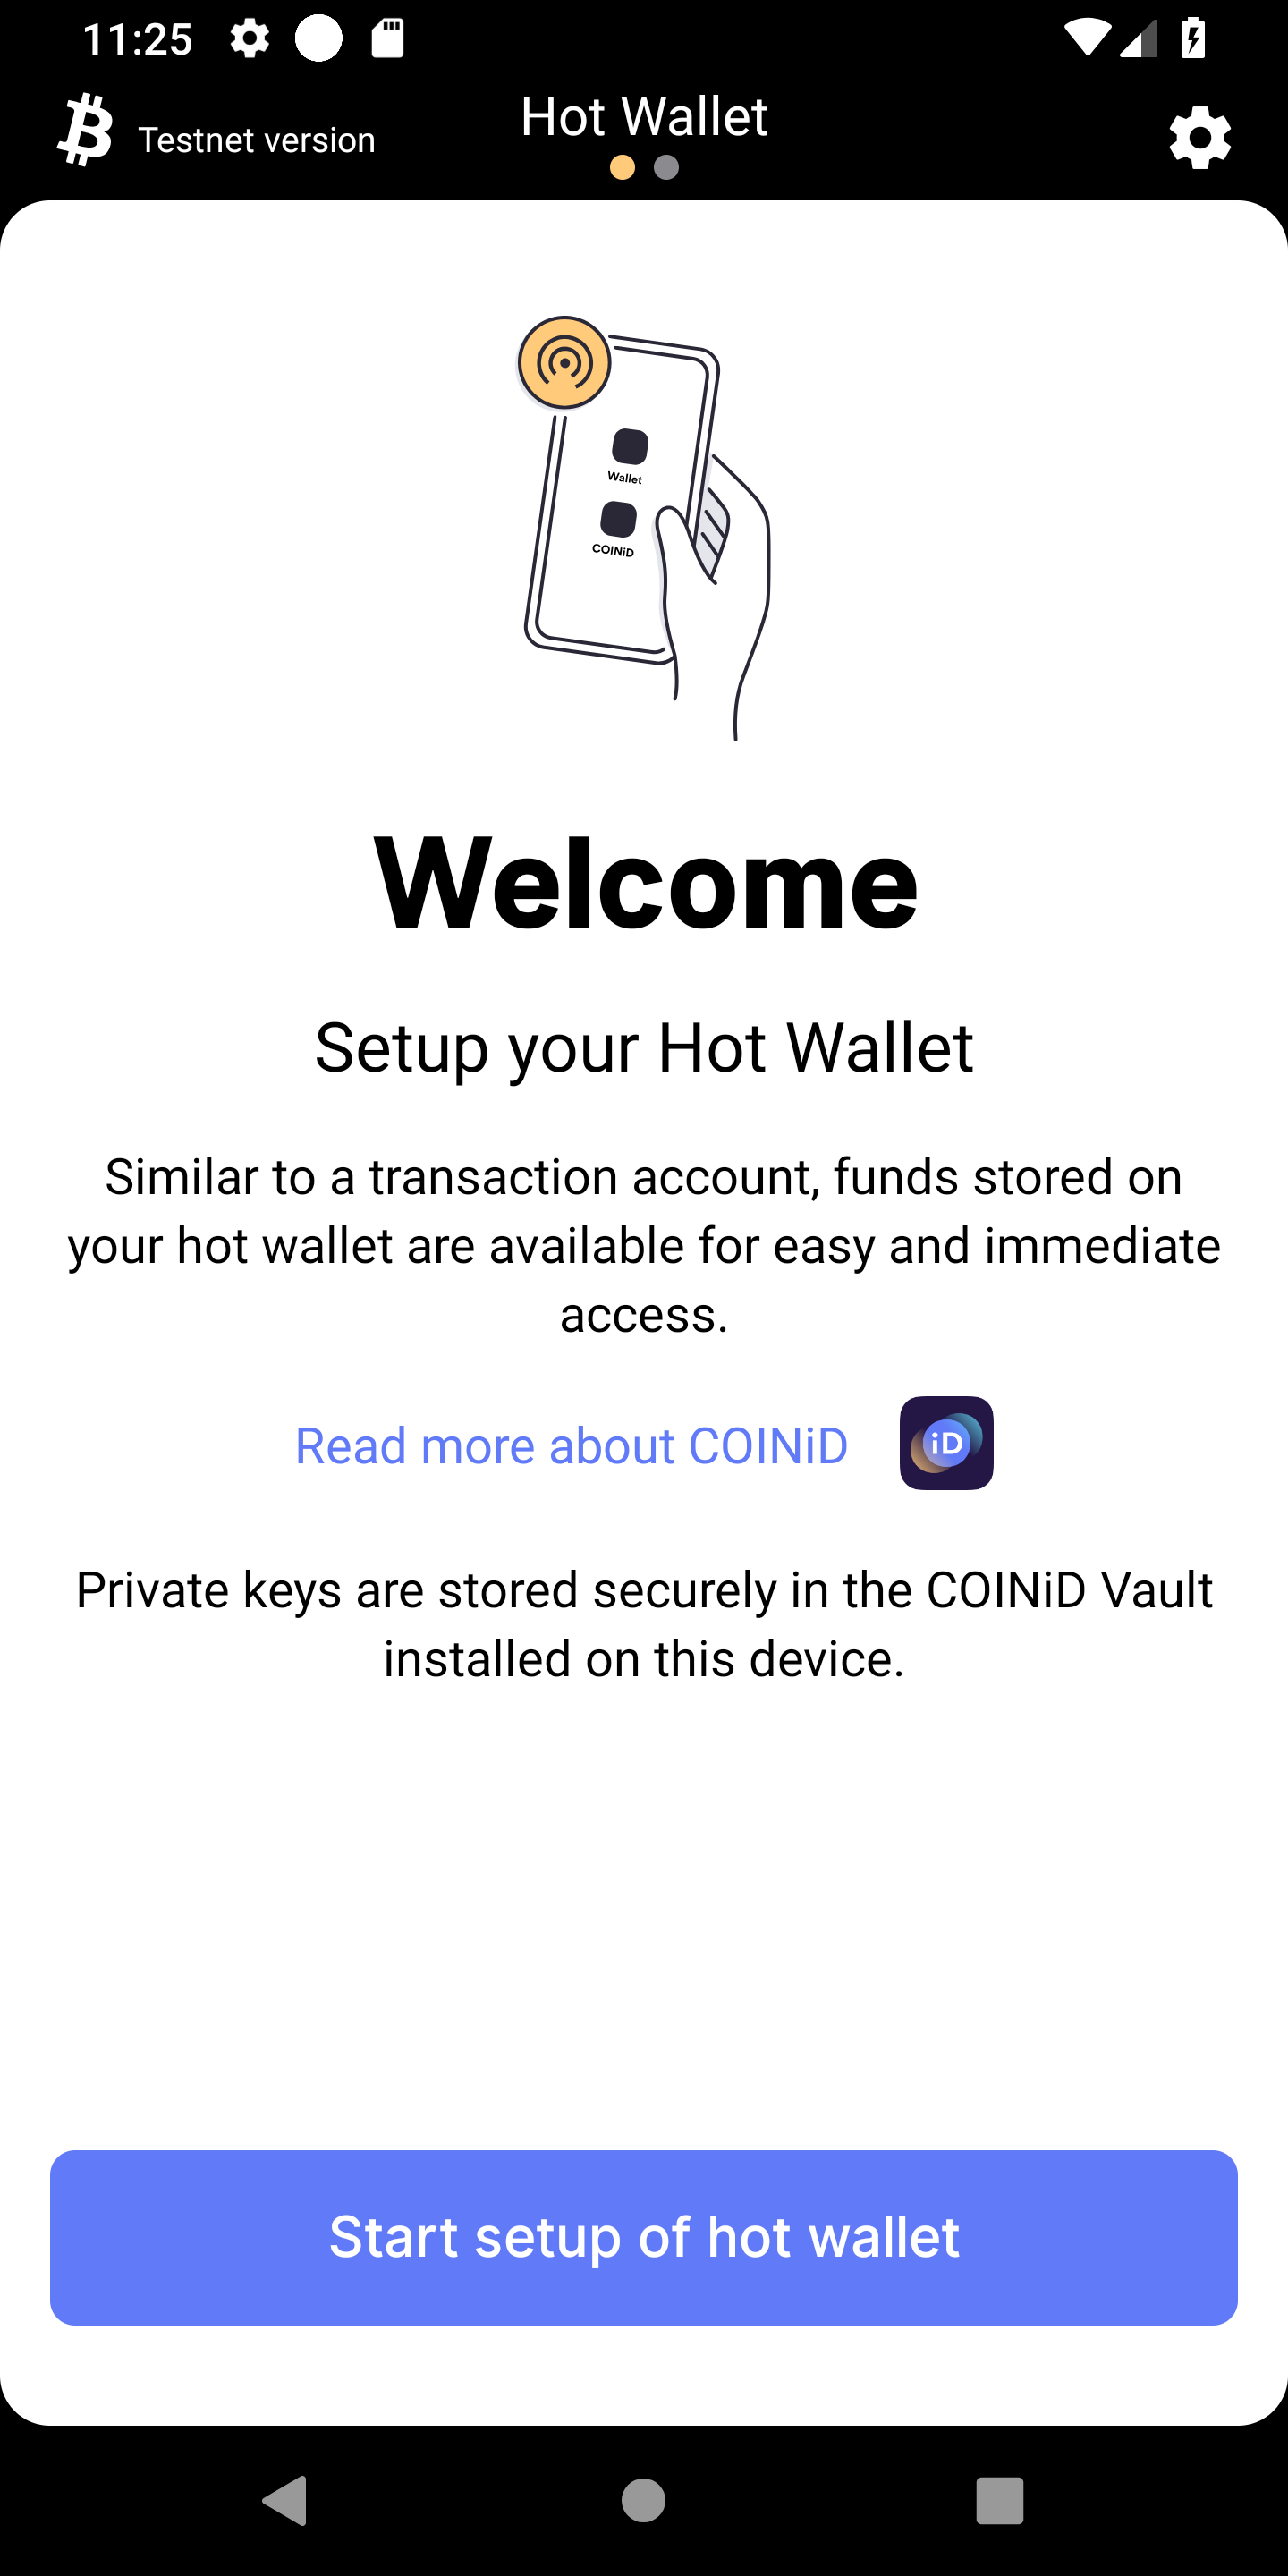 11:25
Testnet version
Hot Wallet
Wallet
COINiD
Welcome
Setup your Hot Wallet
Similar to a transaction account, funds stored on
your hot wallet are available for easy and immediate
access.
Read more about COINiD
iD
Private keys are stored securely in the COINiD Vault
installed on this device.
Start setup of hot wallet